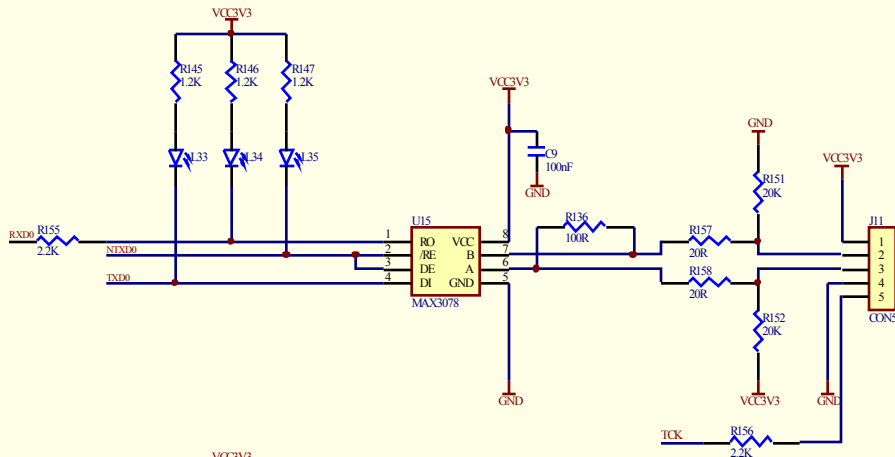 VCC3V3
R145
1.2K
R146
1.2K
R147
1.2K
L33
L34
L35
VCC3V3
C9
100nF
GND
GND
R151
20K
VCC3V3
RXD0
R155
2.2K
NTXD0
TXD0
U15
1 RO VCC 8
2 /RE B 7
3 DE A 6
4 DI GND 5
MAX3078
R136
100R
R157
20R
R158
20R
J11
1
2
3
4
5
CON5
R152
20K
GND
VCC3V3
GND
TCK
R156
2.2K
VCC3V3